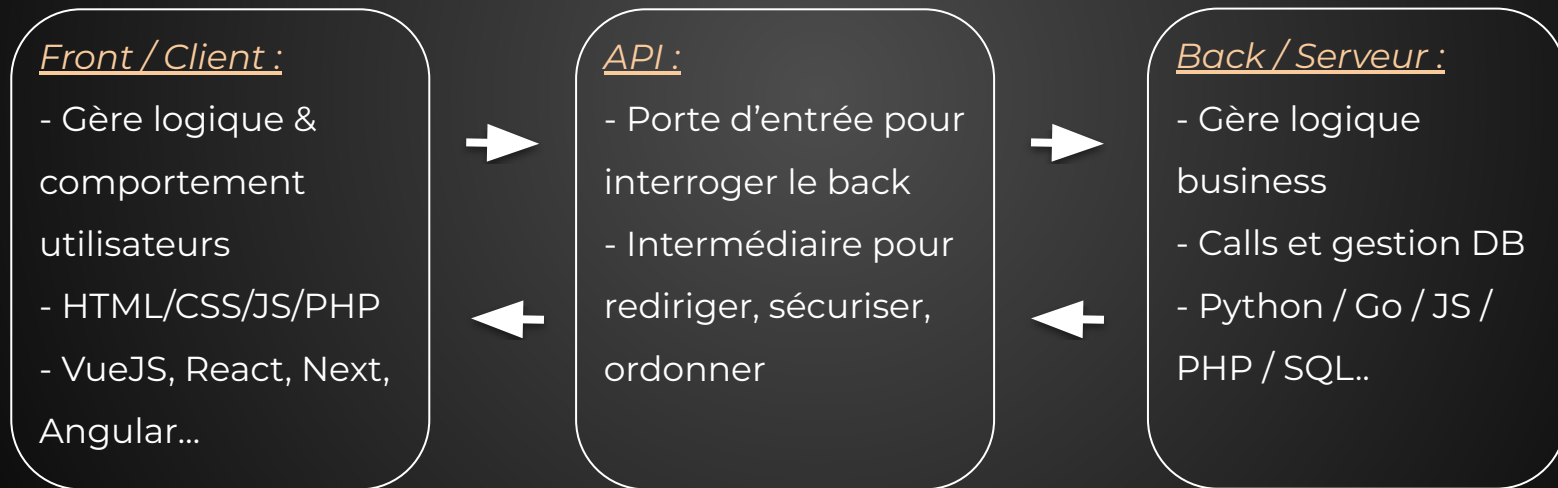 Front / Client :
- Gère logique &
comportement
utilisateurs
- HTML/CSS/JS/PHP
- VueJS, React, Next,
Angular...
API :
- Porte d’entrée pour
interroger le back
- Intermédiaire pour
rediriger, sécuriser,
ordonner
Back / Serveur :
- Gère logique
business
- Calls et gestion DB
- Python / Go / JS /
PHP / SQL..